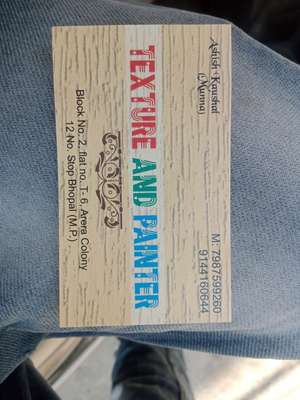 Ashish Kaushal
(Munna)
M: 7987599260
9144160644
TEXTURE AND PAINTER
Block No: 2, flat no. T- 6, Arera Colony
12 No. Stop Bhopal (M.P.)